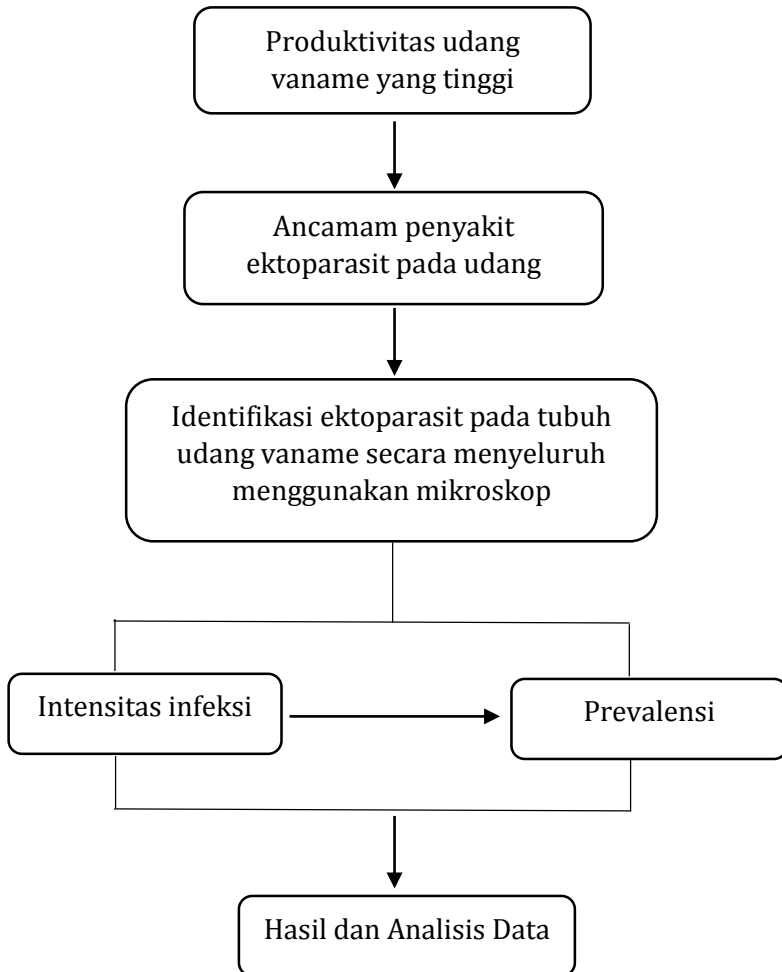 Produktivitas udang
vaname yang tinggi
Ancamam penyakit
ektoparasit pada udang
Identifikasi ektoparasit pada tubuh
udang vaname secara menyeluruh
menggunakan mikroskop
Intensitas infeksi
Prevalensi
Hasil dan Analisis Data